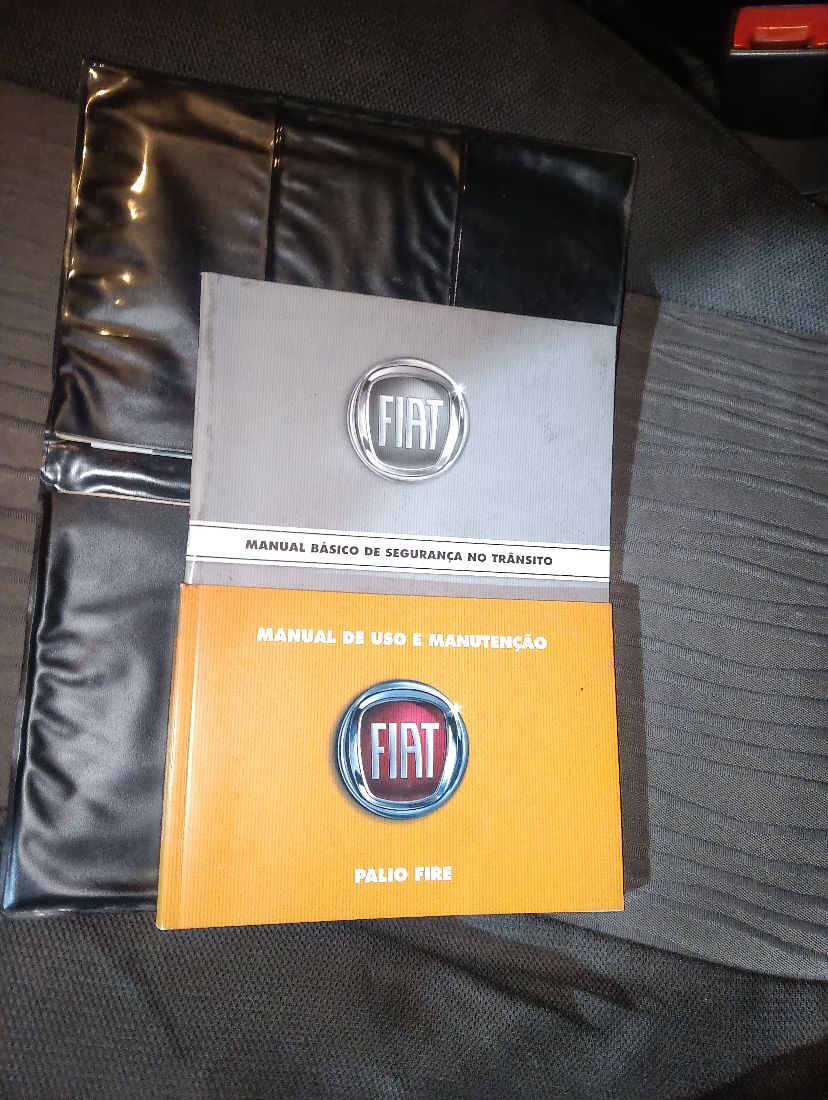 FIAT
MANUAL BÁSICO DE SEGURANÇA NO TRÂNSITO
MANUAL DE USO E MANUTENÇÃO
FIAT
PALIO FIRE